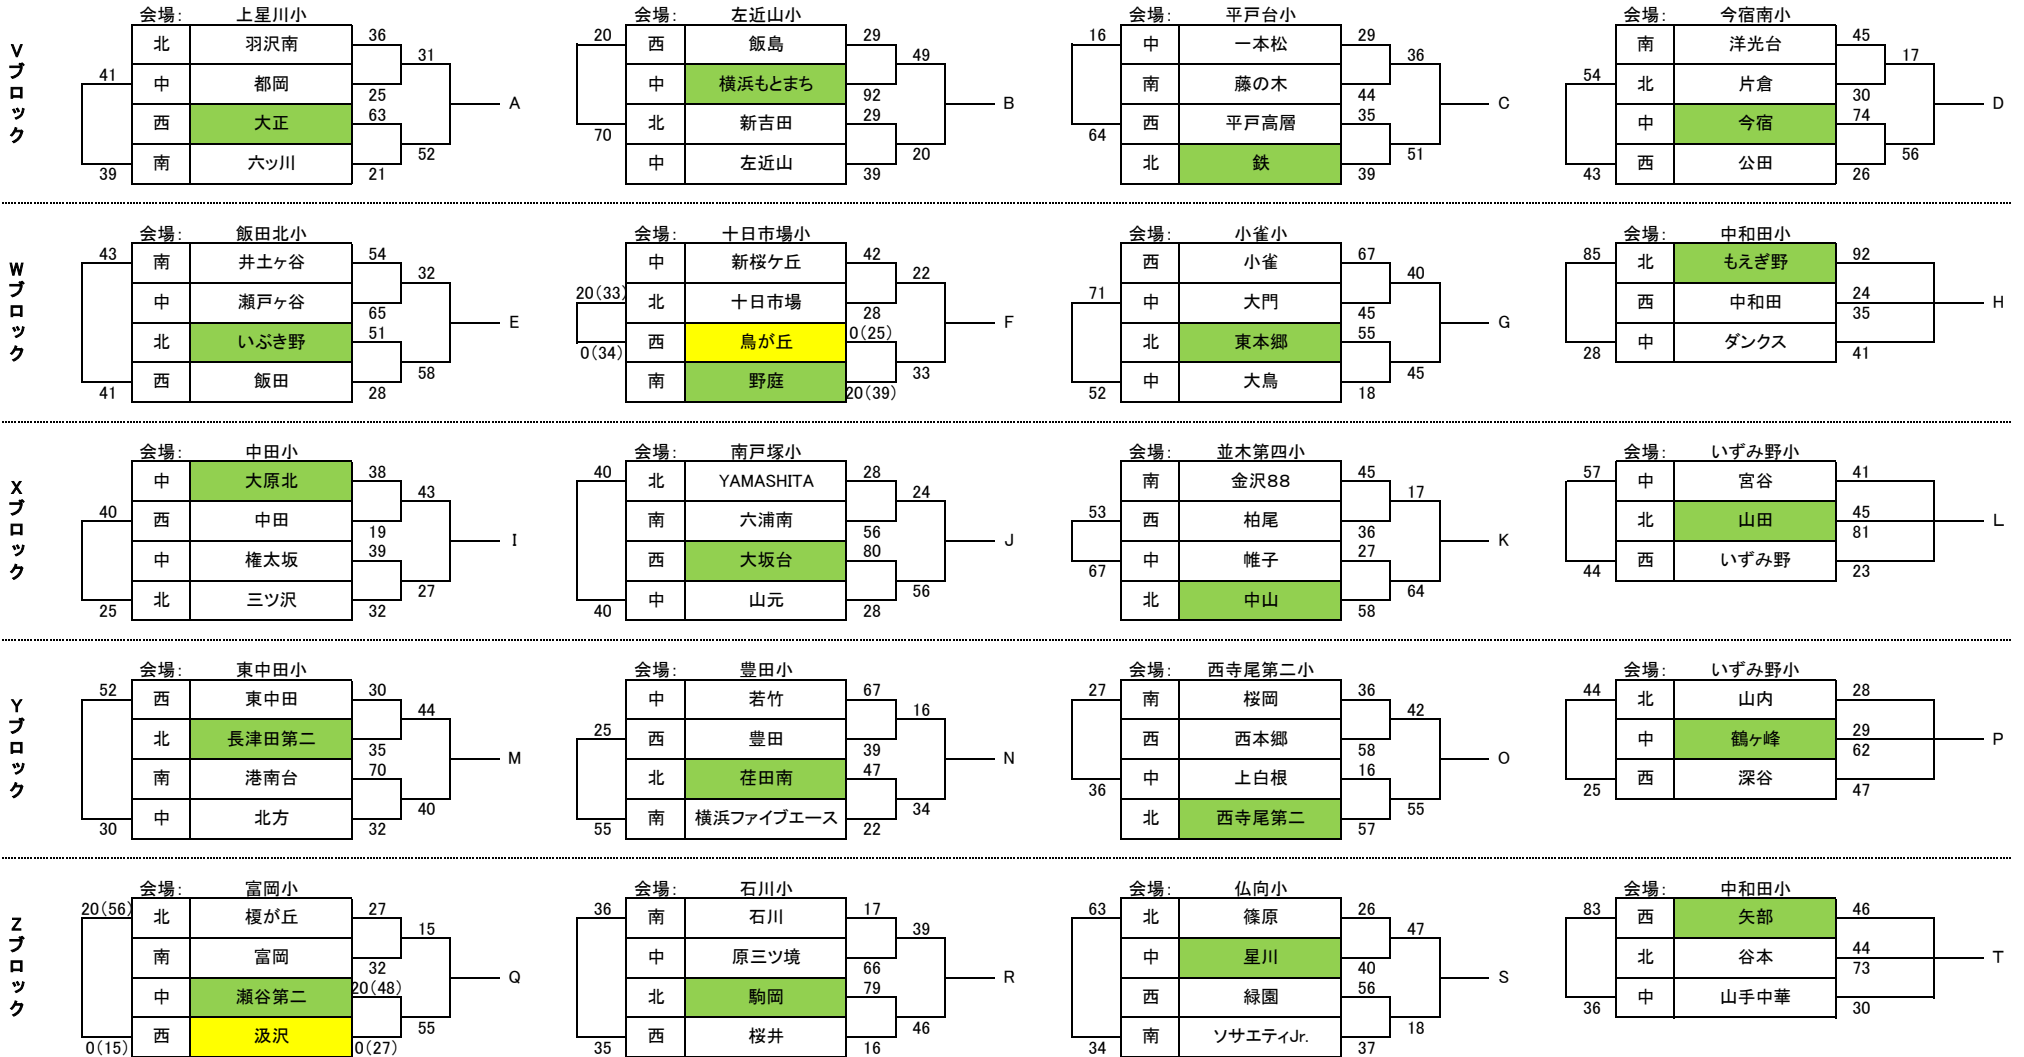 Vブロック
会場: 上星川小
北 羽沢南 36
31
41 中 都岡 25
A
西 大正 63
52
39 南 六ッ川 21
会場: 左近山小
20 西 飯島 29
49
中 横浜もとまち 92
B
70 北 新吉田 29
20
中 左近山 39
会場: 平戸台小
16 中 一本松 29
36
南 藤の木 44
C
64 西 平戸高層 35
51
北 鉄 39
会場: 今宿南小
南 洋光台 45
17
54 北 片倉 30
D
中 今宿 74
56
43 西 公田 26
Wブロック
会場: 飯田北小
43 南 井土ヶ谷 54
32
中 瀬戸ヶ谷 65
E
北 いぶき野 51
58
41 西 飯田 28
会場: 十日市場小
中 新桜ケ丘 42
22
20(33) 北 十日市場 28
F
0(34) 西 鳥が丘 0(25)
33
南 野庭 20(39)
会場: 小雀小
西 小雀 67
40
71 中 大門 45
G
北 東本郷 55
45
52 中 大鳥 18
会場: 中和田小
85 北 もえぎ野 92
西 中和田 24
35
H
28 中 ダンクス 41
Xブロック
会場: 中田小
中 大原北 38
43
40 西 中田 19
I
中 権太坂 39
27
25 北 三ツ沢 32
会場: 南戸塚小
40 北 YAMASHITA 28
24
南 六浦南 56
J
西 大坂台 80
56
40 中 山元 28
会場: 並木第四小
南 金沢88 45
17
53 西 柏尾 36
K
67 中 帷子 27
64
北 中山 58
会場: いずみ野小
57 中 宮谷 41
北 山田 45
81
L
44 西 いずみ野 23
Yブロック
会場: 東中田小
52 西 東中田 30
44
北 長津田第二 35
M
南 港南台 70
40
30 中 北方 32
会場: 豊田小
中 若竹 67
16
25 西 豊田 39
N
北 荏田南 47
34
55 南 横浜ファイブエース 22
会場: 西寺尾第二小
27 南 桜岡 36
42
西 西本郷 58
O
36 中 上白根 16
55
北 西寺尾第二 57
会場: いずみ野小
44 北 山内 28
中 鶴ヶ峰 29
62
P
25 西 深谷 47
Zブロック
会場: 富岡小
20(56) 北 榎が丘 27
15
南 富岡 32
Q
中 瀬谷第二 20(48)
55
0(15) 西 汲沢 0(27)
会場: 石川小
36 南 石川 17
39
中 原三ツ境 66
R
北 駒岡 79
46
35 西 桜井 16
会場: 仏向小
63 北 篠原 26
47
中 星川 40
S
西 緑園 56
18
34 南 ソサエティJr. 37
会場: 中和田小
83 西 矢部 46
北 谷本 44
73
T
36 中 山手中華 30